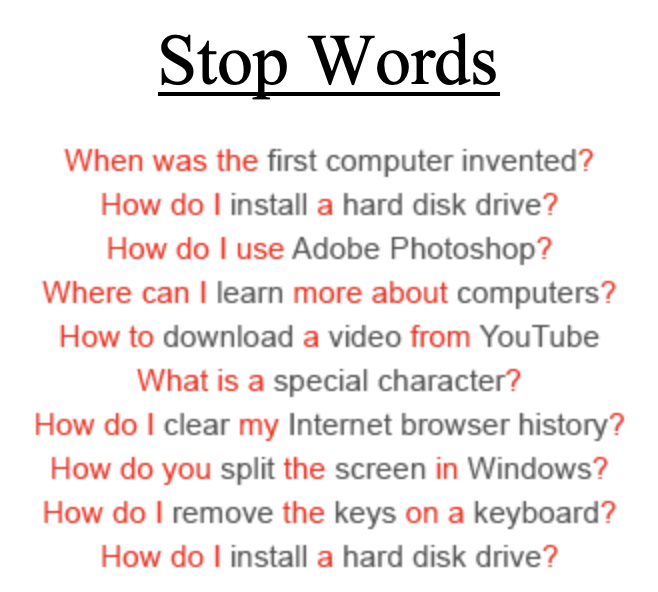 Stop Words
When was the first computer invented?
How do I install a hard disk drive?
How do I use Adobe Photoshop?
Where can I learn more about computers?
How to download a video from YouTube
What is a special character?
How do I clear my Internet browser history?
How do you split the screen in Windows?
How do I remove the keys on a keyboard?
How do I install a hard disk drive?